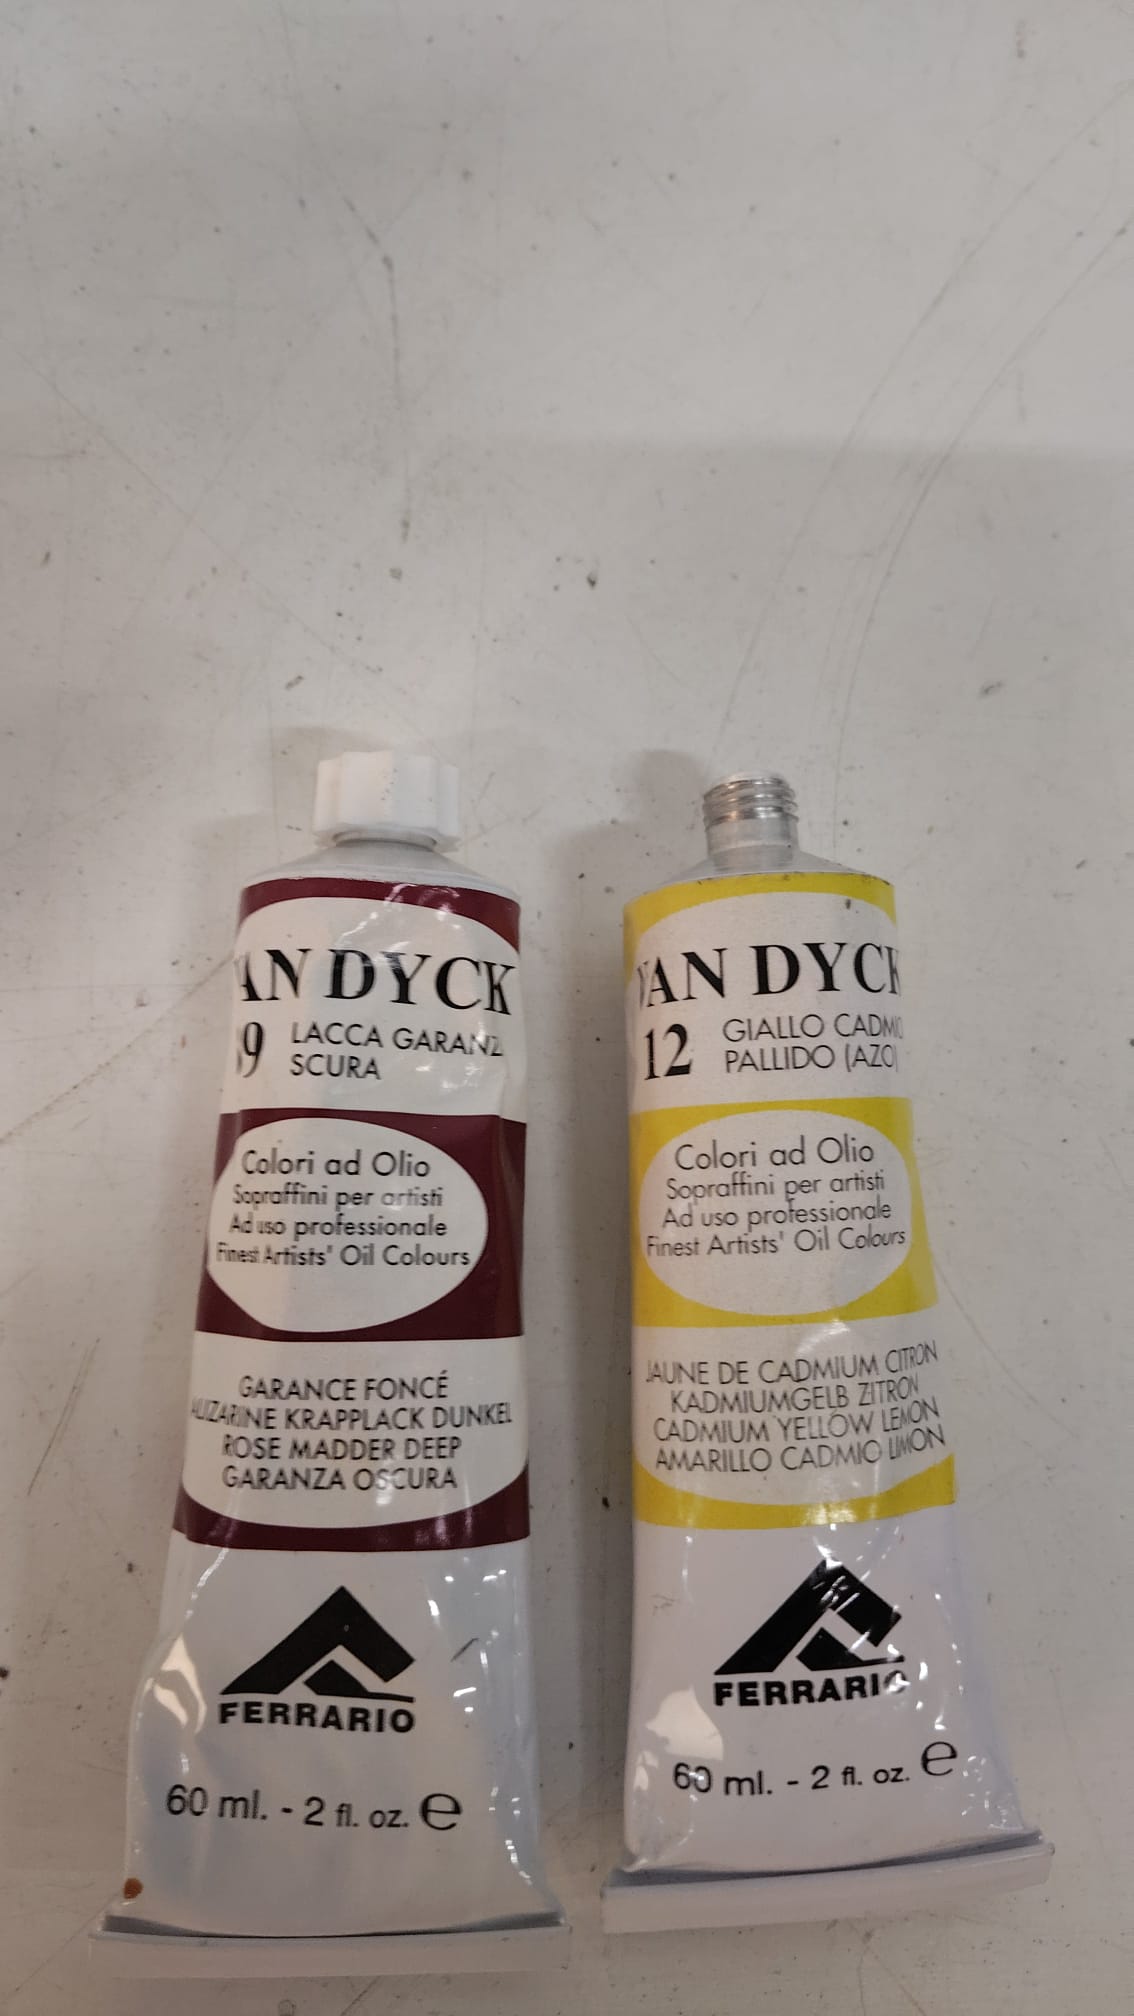 VAN DYCK
LACCA GARANZ
SCURA
Colori ad Olio
Sopraffini per artisti
Ad uso professionale
Finest Artists' Oil Colours
GARANCE FONCÉ
ALIZARINE KRAPPLACK DUNKEL
ROSE MADDER DEEP
GARANZA OSCURA
FERRARIO
60 ml. - 2 fl. oz. ℮
VAN DYCK
12 GIALLO CADMIO
PALLIDO (AZO)
Colori ad Olio
Sopraffini per artisti
Ad uso professionale
Finest Artists' Oil Colours
JAUNE DE CADMIUM CITRON
KADMIUMGELB ZITRON
CADMIUM YELLOW LEMON
AMARILLO CADMIO LIMON
FERRARIO
60 ml. - 2 fl. oz. ℮